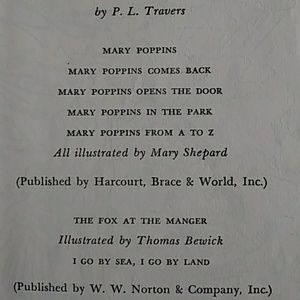 by P. L. Travers
MARY POPPINS
MARY POPPINS COMES BACK
MARY POPPINS OPENS THE DOOR
MARY POPPINS IN THE PARK
MARY POPPINS FROM A TO Z
All illustrated by Mary Shepard
(Published by Harcourt, Brace & World, Inc.)
THE FOX AT THE MANGER
Illustrated by Thomas Bewick
I GO BY SEA, I GO BY LAND
(Published by W. W. Norton & Company, Inc.)